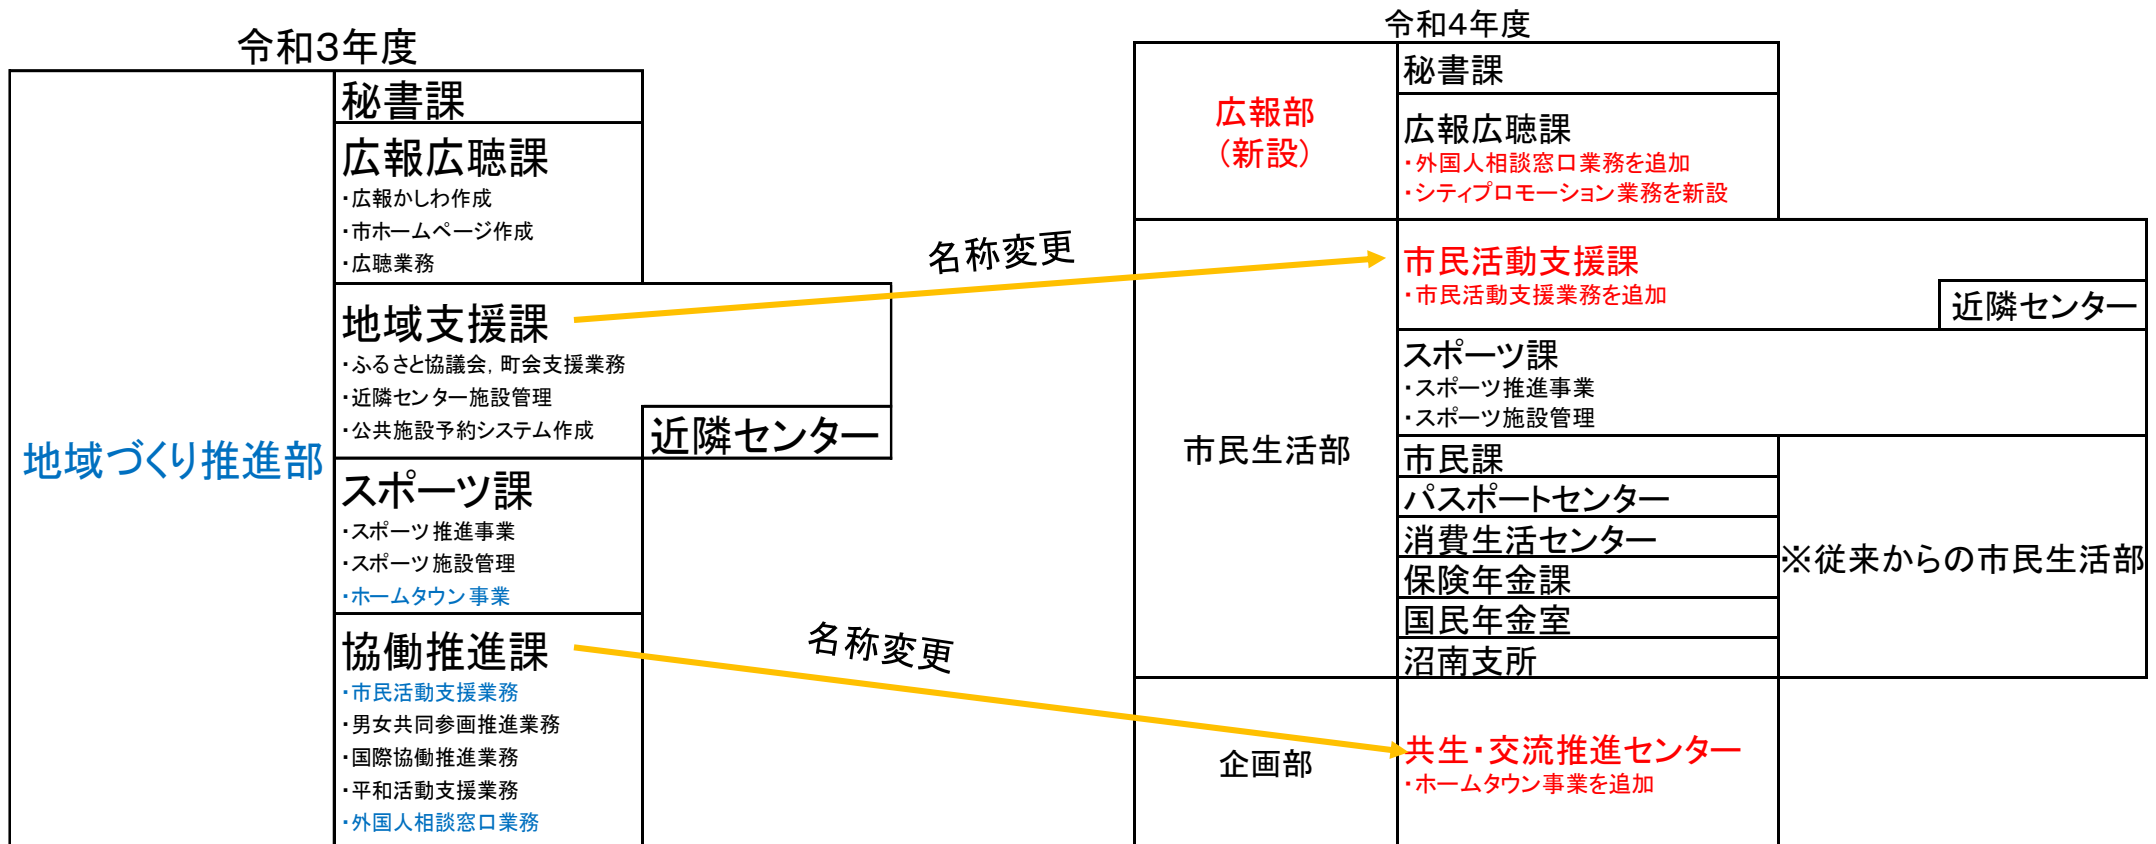 令和3年度
地域づくり推進部
秘書課
広報広聴課
・広報かしわ作成
・市ホームページ作成
・広聴業務
地域支援課
・ふるさと協議会，町会支援業務
・近隣センター施設管理
・公共施設予約システム作成
近隣センター
スポーツ課
・スポーツ推進事業
・スポーツ施設管理
・ホームタウン事業
協働推進課
・市民活動支援業務
・男女共同参画推進業務
・国際協働推進業務
・平和活動支援業務
・外国人相談窓口業務
名称変更
名称変更
令和4年度
広報部
（新設）
秘書課
広報広聴課
・外国人相談窓口業務を追加
・シティプロモーション業務を新設
市民生活部
市民活動支援課
・市民活動支援業務を追加
近隣センター
スポーツ課
・スポーツ推進事業
・スポーツ施設管理
市民課
パスポートセンター
消費生活センター
保険年金課
国民年金室
沼南支所
※従来からの市民生活部
企画部
共生・交流推進センター
・ホームタウン事業を追加